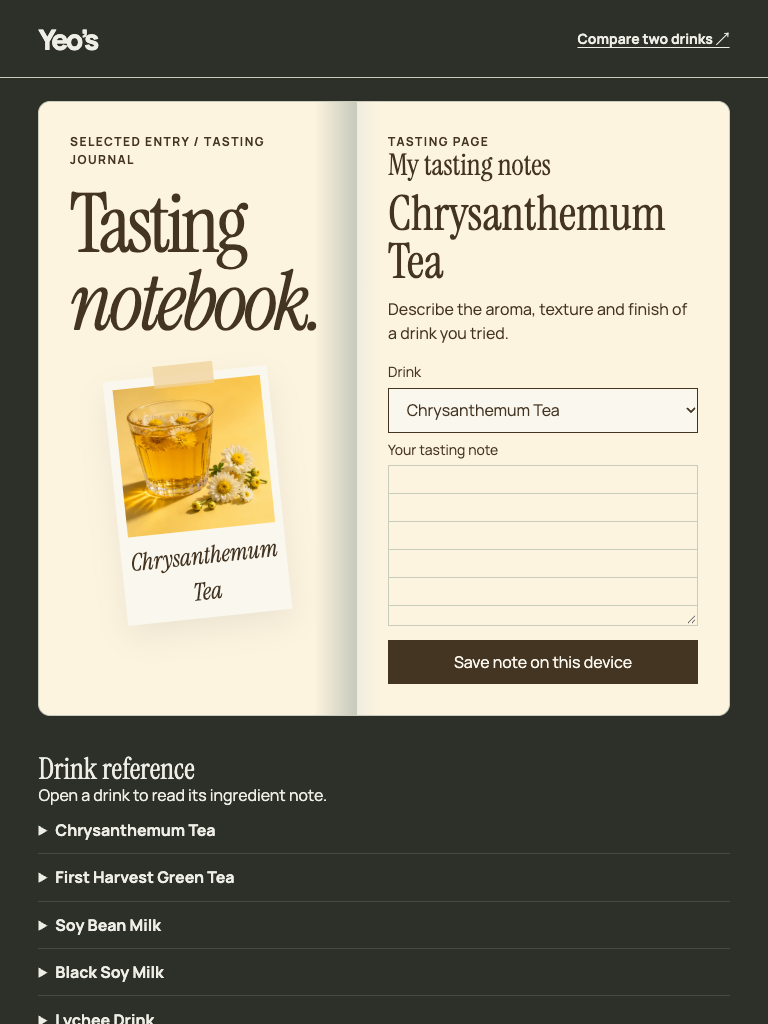 Yeo's
Compare two drinks ↗
SELECTED ENTRY / TASTING
JOURNAL
Tasting
notebook.
Chrysanthemum
Tea
TASTING PAGE
My tasting notes
Chrysanthemum
Tea
Describe the aroma, texture and finish of
a drink you tried.
Drink
Chrysanthemum Tea
Your tasting note
Save note on this device
Drink reference
Open a drink to read its ingredient note.
Chrysanthemum Tea
First Harvest Green Tea
Soy Bean Milk
Black Soy Milk
Lychee Drink